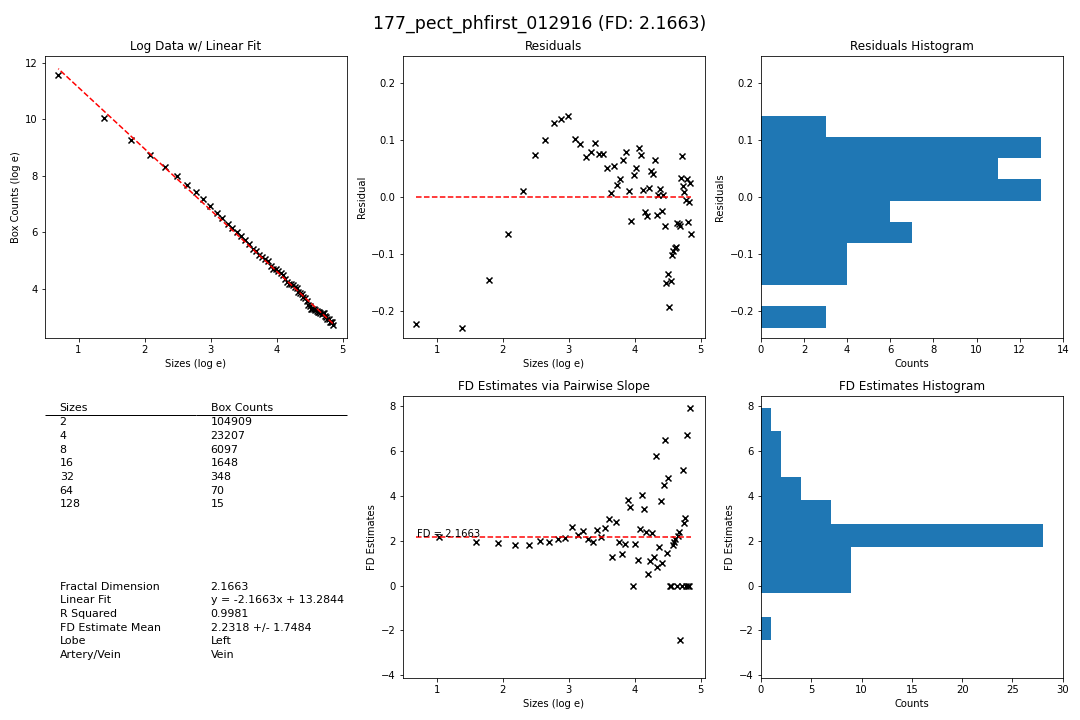 177_pect_phfirst_012916 (FD: 2.1663)
Log Data w/ Linear Fit
Box Counts (log e)
12
10
8
6
4
1 2 3 4 5
Sizes (log e)
Residuals
Residual
0.2
0.1
0.0
−0.1
−0.2
1 2 3 4 5
Sizes (log e)
Residuals Histogram
Residuals
0.2
0.1
0.0
−0.1
−0.2
0 2 4 6 8 10 12 14
Counts
Sizes Box Counts
2 104909
4 23207
8 6097
16 1648
32 348
64 70
128 15
Fractal Dimension 2.1663
Linear Fit y = -2.1663x + 13.2844
R Squared 0.9981
FD Estimate Mean 2.2318 +/- 1.7484
Lobe Left
Artery/Vein Vein
FD Estimates via Pairwise Slope
FD Estimates
8
6
4
2
0
−2
−4
FD = 2.1663
1 2 3 4 5
Sizes (log e)
FD Estimates Histogram
FD Estimates
8
6
4
2
0
−2
−4
0 5 10 15 20 25 30
Counts